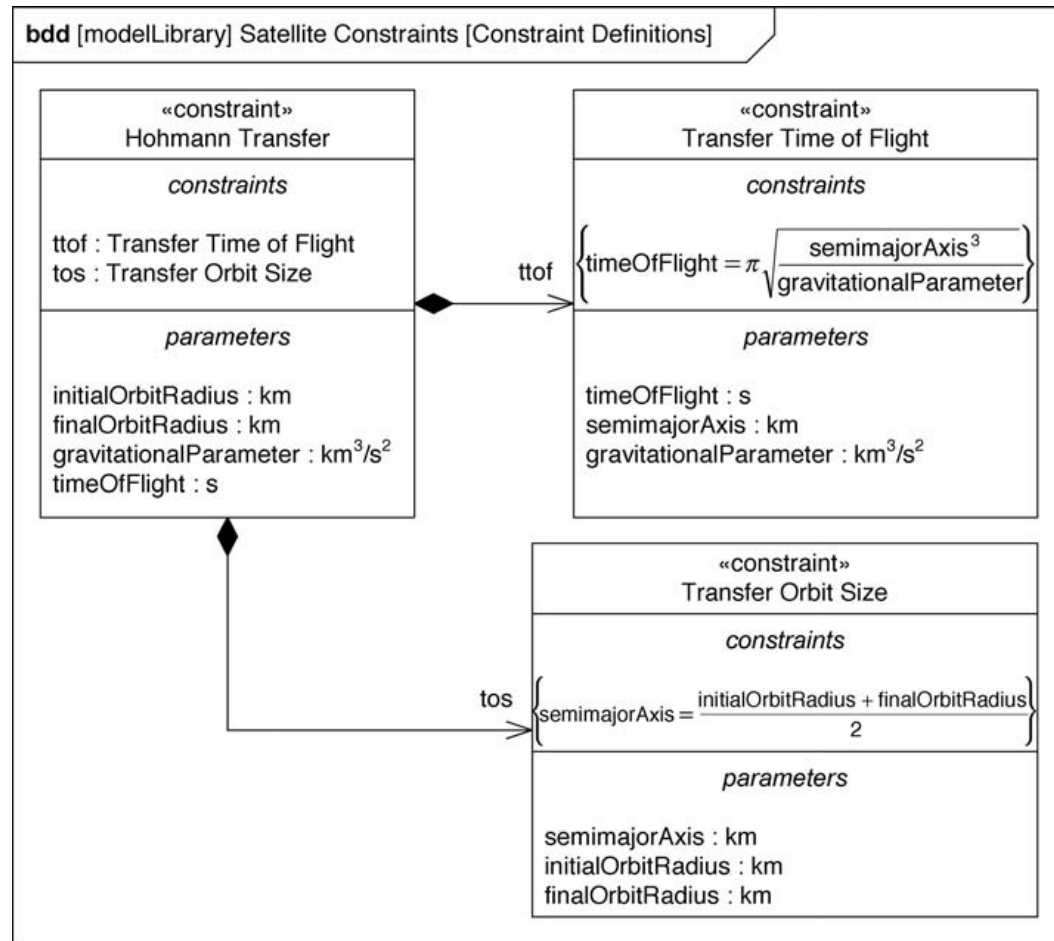 bdd [modelLibrary] Satellite Constraints [Constraint Definitions]
«constraint»
Hohmann Transfer
constraints
ttof : Transfer Time of Flight
tos : Transfer Orbit Size
parameters
initialOrbitRadius : km
finalOrbitRadius : km
gravitationalParameter : km³/s²
timeOfFlight : s
ttof
«constraint»
Transfer Time of Flight
constraints
{timeOfFlight = π√(semimajorAxis³ / gravitationalParameter)}
parameters
timeOfFlight : s
semimajorAxis : km
gravitationalParameter : km³/s²
tos
«constraint»
Transfer Orbit Size
constraints
{semimajorAxis = (initialOrbitRadius + finalOrbitRadius) / 2}
parameters
semimajorAxis : km
initialOrbitRadius : km
finalOrbitRadius : km